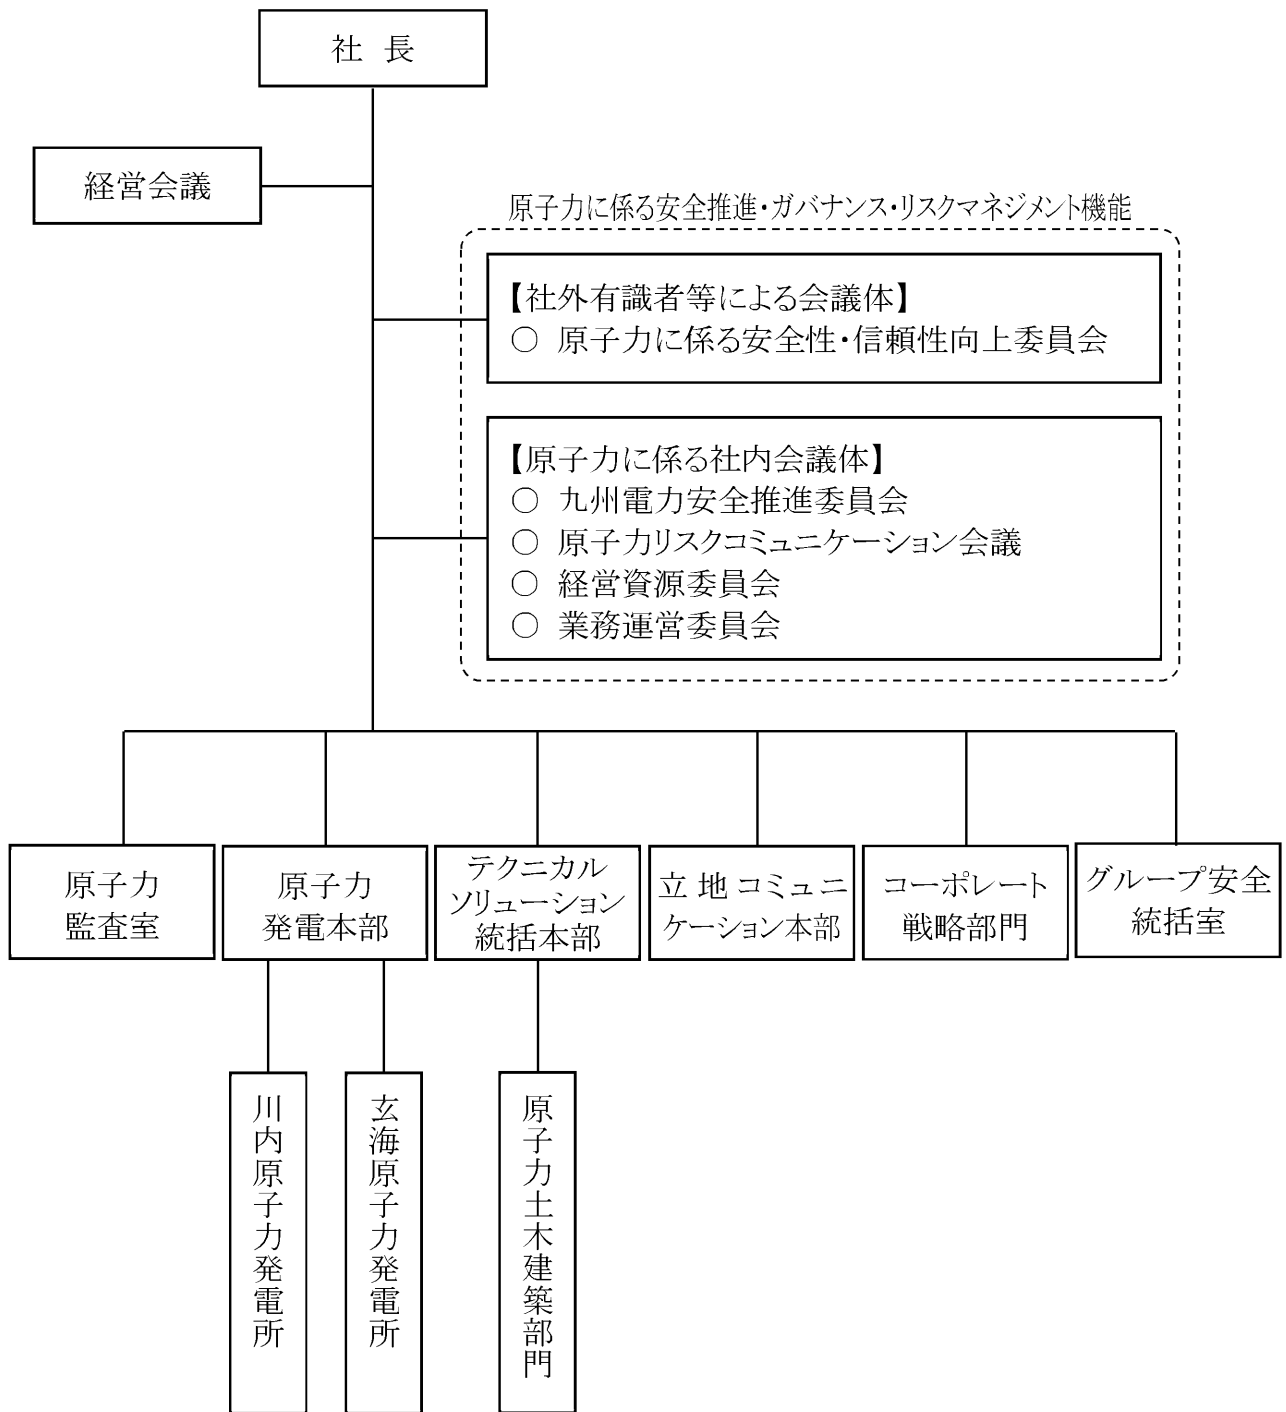 社 長
経営会議
原子力に係る安全推進・ガバナンス・リスクマネジメント機能
【社外有識者等による会議体】
○ 原子力に係る安全性・信頼性向上委員会
【原子力に係る社内会議体】
○ 九州電力安全推進委員会
○ 原子力リスクコミュニケーション会議
○ 経営資源委員会
○ 業務運営委員会
原子力
監査室
原子力
発電本部
テクニカル
ソリューション
統括本部
立地コミュニ
ケーション本部
コーポレート
戦略部門
グループ安全
統括室
川内原子力発電所
玄海原子力発電所
原子力土木建築部門